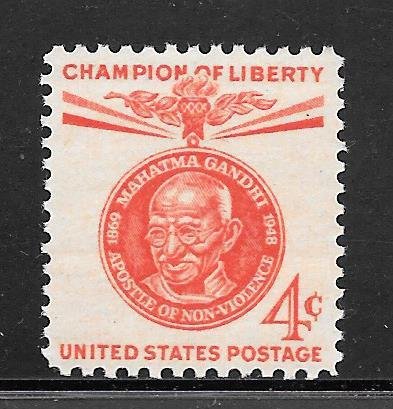 CHAMPION OF LIBERTY
MAHATMA GANDHI
1869
1948
APOSTLE OF NON-VIOLENCE
4¢
UNITED STATES POSTAGE